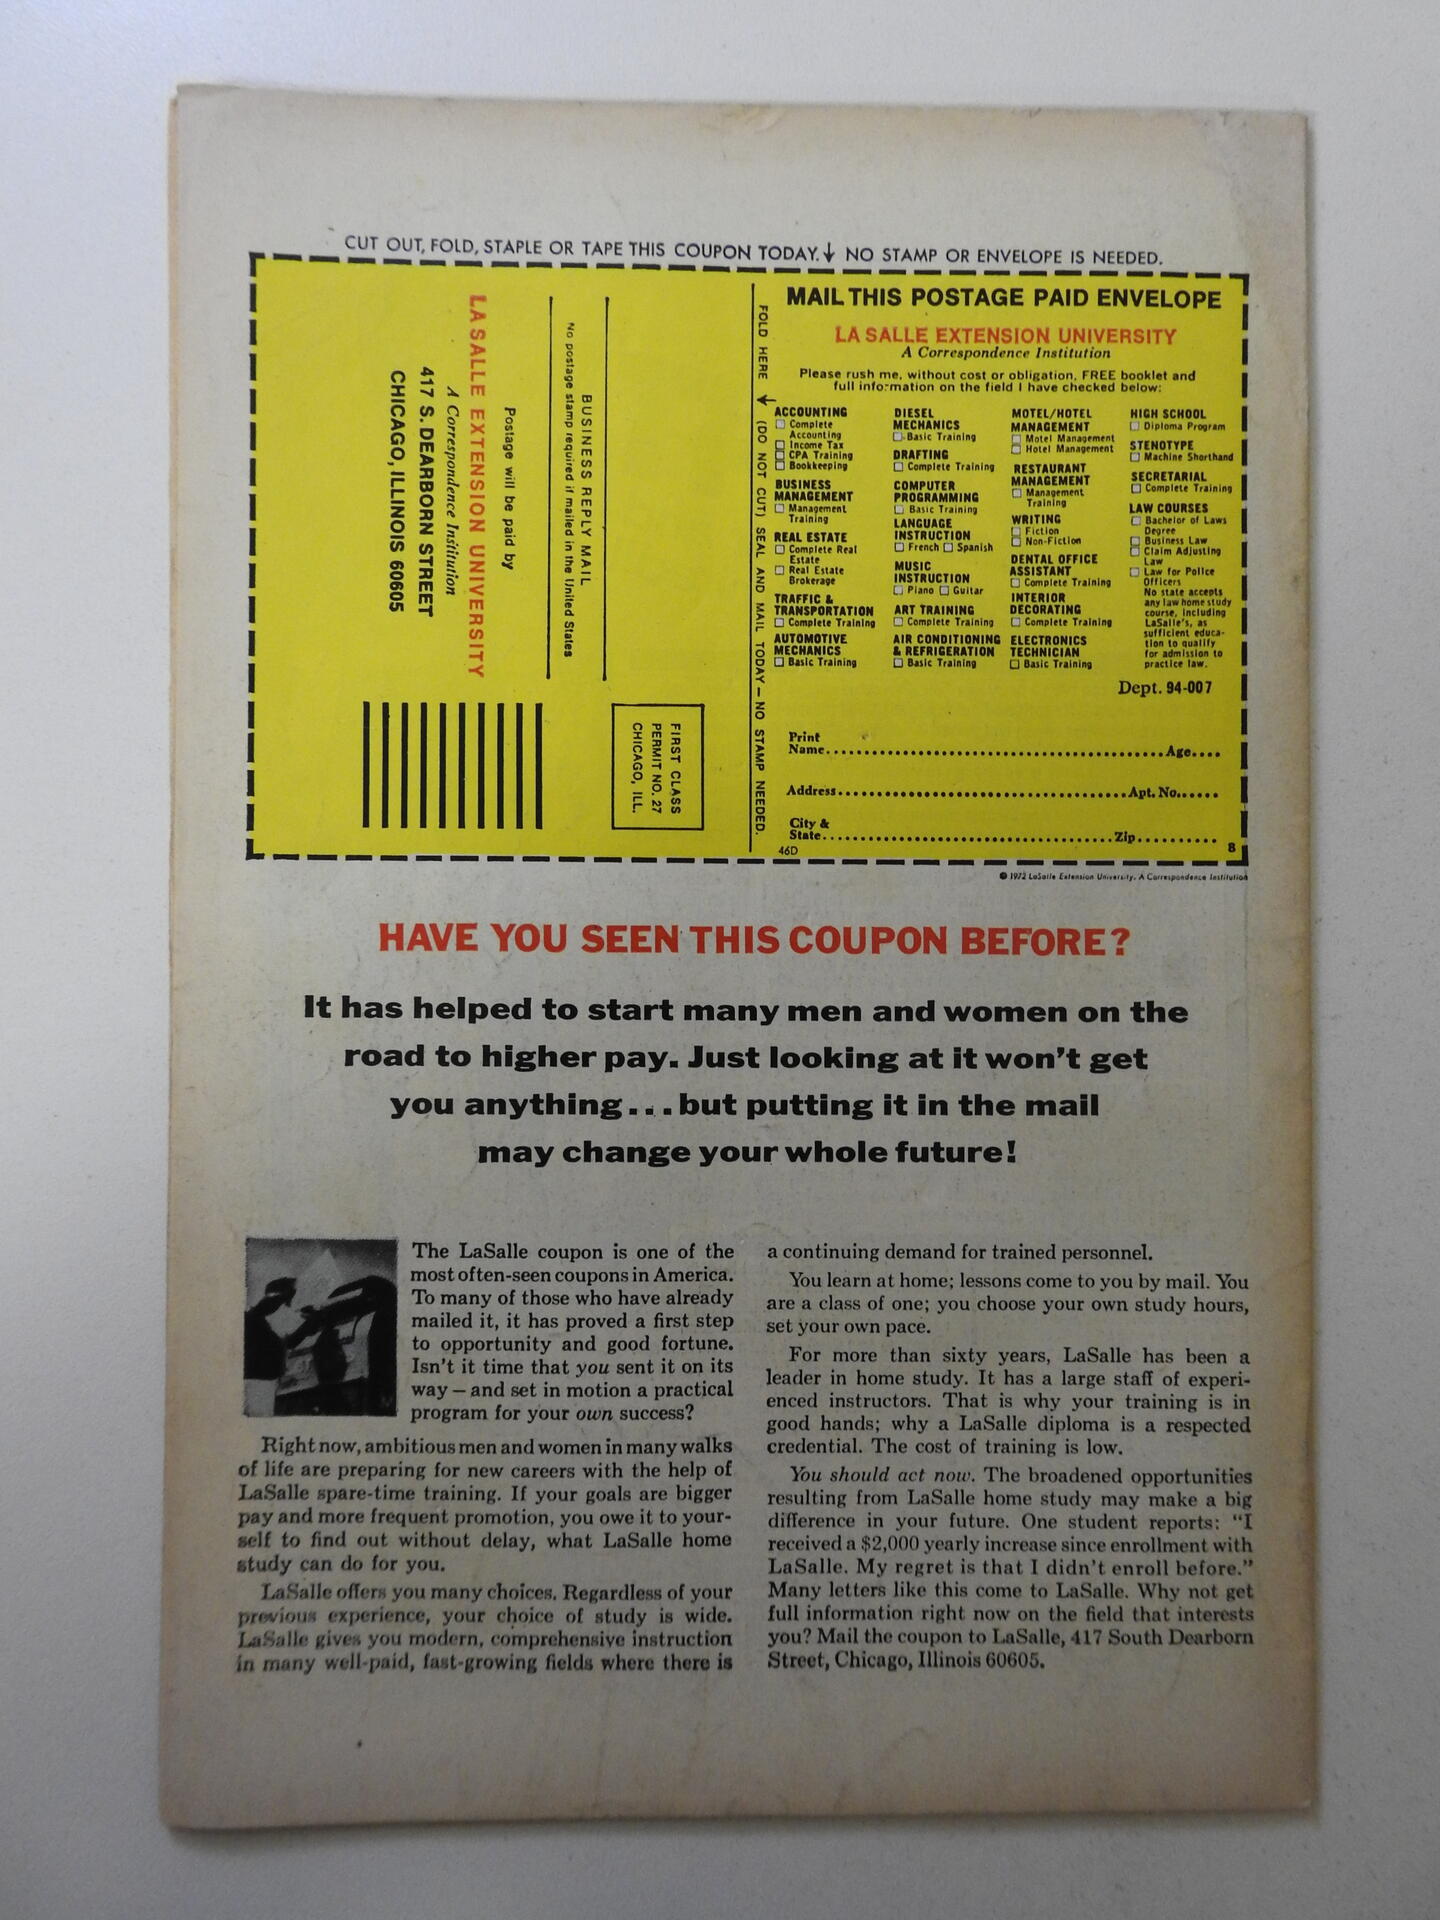 CUT OUT, FOLD, STAPLE OR TAPE THIS COUPON TODAY.↓ NO STAMP OR ENVELOPE IS NEEDED.
FIRST CLASS
PERMIT NO. 27
CHICAGO, ILL.
BUSINESS REPLY MAIL
No postage stamp required if mailed in the United States
Postage will be paid by
LA SALLE EXTENSION UNIVERSITY
A Correspondence Institution
417 S. DEARBORN STREET
CHICAGO, ILLINOIS 60605
FOLD HERE ↓ (DO NOT CUT) SEAL AND MAIL TODAY — NO STAMP NEEDED.
MAIL THIS POSTAGE PAID ENVELOPE
LA SALLE EXTENSION UNIVERSITY
A Correspondence Institution
Please rush me, without cost or obligation, FREE booklet and
full information on the field I have checked below:
ACCOUNTING
☐ Complete
Accounting
☐ Income Tax
☐ CPA Training
☐ Bookkeeping
BUSINESS
MANAGEMENT
☐ Management
Training
REAL ESTATE
☐ Complete Real
Estate
☐ Real Estate
Brokerage
TRAFFIC &
TRANSPORTATION
☐ Complete Training
AUTOMOTIVE
MECHANICS
☐ Basic Training
DIESEL
MECHANICS
☐ Basic Training
DRAFTING
☐ Complete Training
COMPUTER
PROGRAMMING
☐ Basic Training
LANGUAGE
INSTRUCTION
☐ French ☐ Spanish
MUSIC
INSTRUCTION
☐ Piano ☐ Guitar
ART TRAINING
☐ Complete Training
AIR CONDITIONING
& REFRIGERATION
☐ Basic Training
MOTEL/HOTEL
MANAGEMENT
☐ Motel Management
☐ Hotel Management
RESTAURANT
MANAGEMENT
☐ Management
Training
WRITING
☐ Fiction
☐ Non-Fiction
DENTAL OFFICE
ASSISTANT
☐ Complete Training
INTERIOR
DECORATING
☐ Complete Training
ELECTRONICS
TECHNICIAN
☐ Basic Training
HIGH SCHOOL
☐ Diploma Program
STENOTYPE
☐ Machine Shorthand
SECRETARIAL
☐ Complete Training
LAW COURSES
☐ Bachelor of Laws
Degree
☐ Business Law
☐ Claim Adjusting
Law
☐ Law for Police
Officers
No state accepts
any law home study
course, including
LaSalle's, as
sufficient educa-
tion to qualify
for admission to
practice law.
Dept. 94-007
Print
Name.......................................Age....
Address..................................Apt. No......
City &
State..................................Zip..........
46D 8
© 1972 LaSalle Extension University, A Correspondence Institution
HAVE YOU SEEN THIS COUPON BEFORE?
It has helped to start many men and women on the
road to higher pay. Just looking at it won't get
you anything...but putting it in the mail
may change your whole future!
The LaSalle coupon is one of the
most often-seen coupons in America.
To many of those who have already
mailed it, it has proved a first step
to opportunity and good fortune.
Isn't it time that you sent it on its
way — and set in motion a practical
program for your own success?
Right now, ambitious men and women in many walks
of life are preparing for new careers with the help of
LaSalle spare-time training. If your goals are bigger
pay and more frequent promotion, you owe it to your-
self to find out without delay, what LaSalle home
study can do for you.
LaSalle offers you many choices. Regardless of your
previous experience, your choice of study is wide.
LaSalle gives you modern, comprehensive instruction
in many well-paid, fast-growing fields where there is
a continuing demand for trained personnel.
You learn at home; lessons come to you by mail. You
are a class of one; you choose your own study hours,
set your own pace.
For more than sixty years, LaSalle has been a
leader in home study. It has a large staff of experi-
enced instructors. That is why your training is in
good hands; why a LaSalle diploma is a respected
credential. The cost of training is low.
You should act now. The broadened opportunities
resulting from LaSalle home study may make a big
difference in your future. One student reports: "I
received a $2,000 yearly increase since enrollment with
LaSalle. My regret is that I didn't enroll before."
Many letters like this come to LaSalle. Why not get
full information right now on the field that interests
you? Mail the coupon to LaSalle, 417 South Dearborn
Street, Chicago, Illinois 60605.